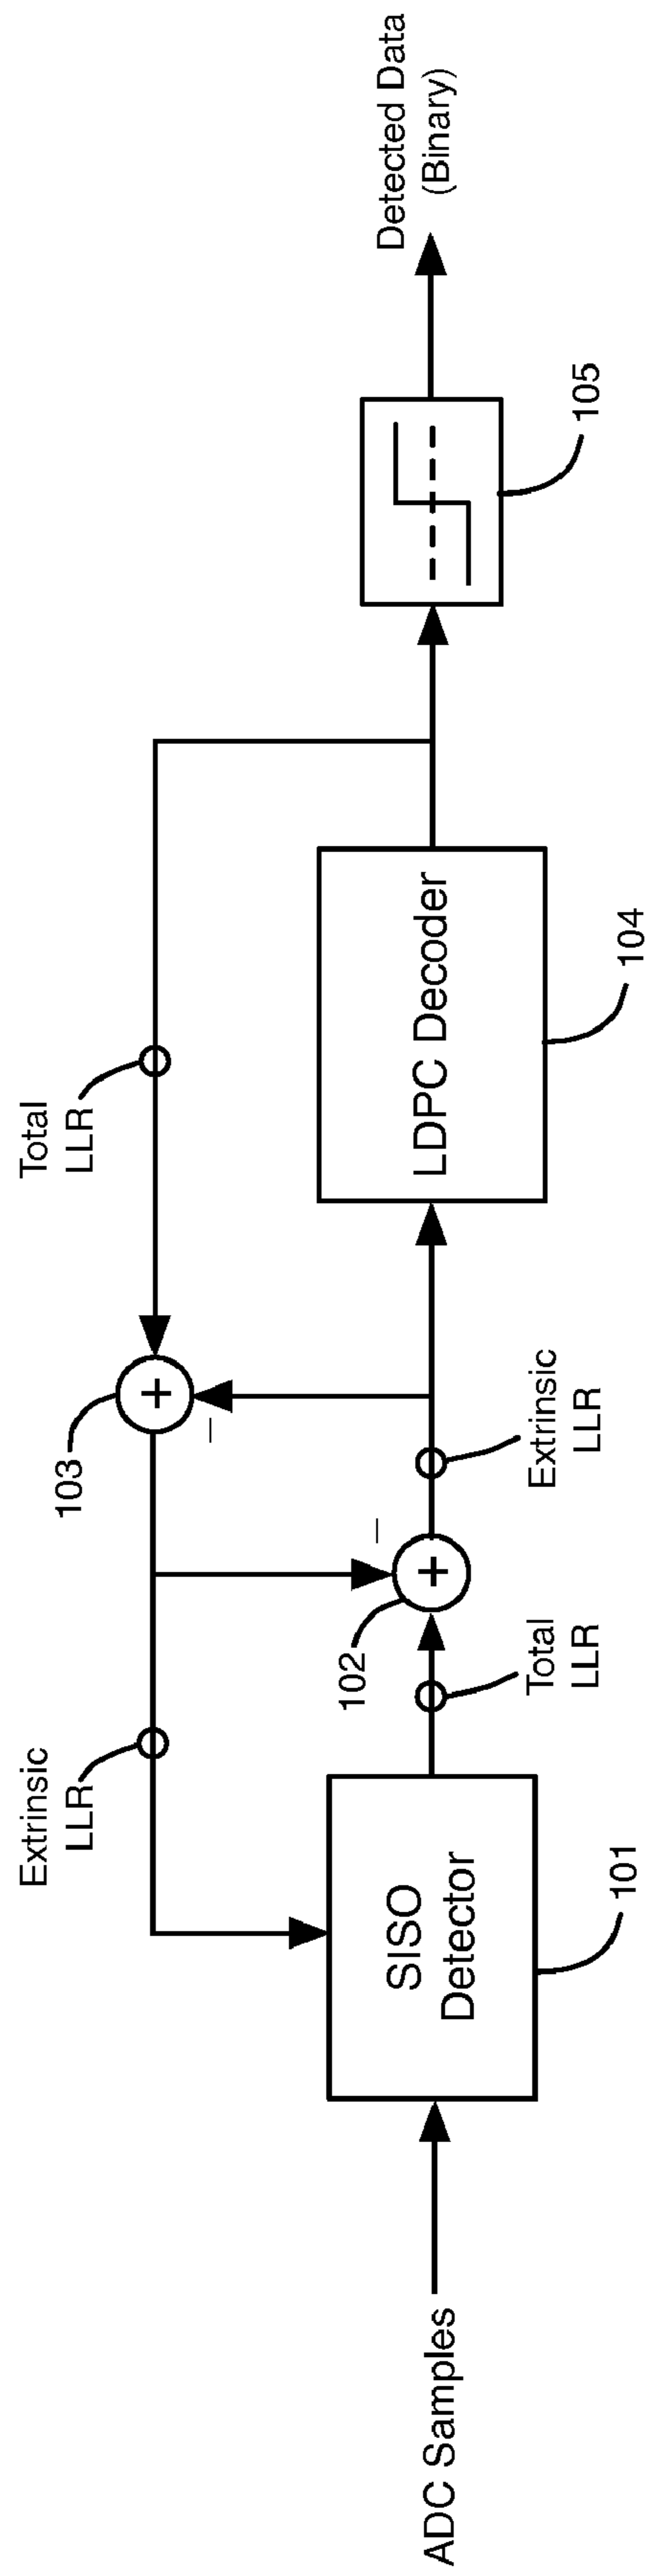 ADC Samples
SISO
Detector
101
Extrinsic
LLR
Total
LLR
102
+
–
Extrinsic
LLR
103
+
–
Total
LLR
LDPC Decoder
104
105
Detected Data
(Binary)